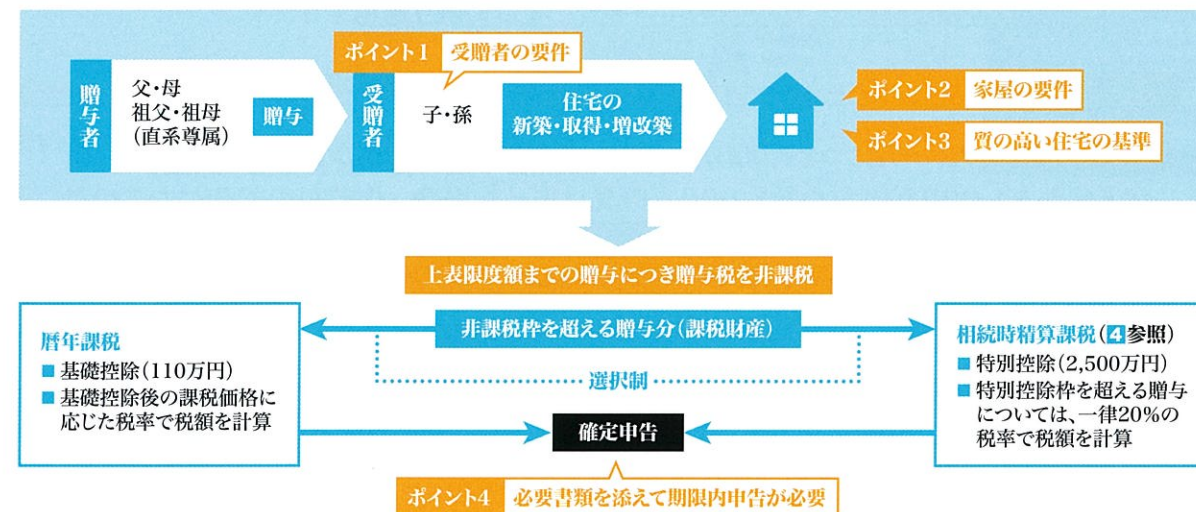 ポイント1 受贈者の要件
贈与者
父・母
祖父・祖母
(直系尊属)
贈与
受贈者
子・孫
住宅の
新築・取得・増改築
ポイント2 家屋の要件
ポイント3 質の高い住宅の基準
上表限度額までの贈与につき贈与税を非課税
非課税枠を超える贈与分(課税財産)
選択制
暦年課税
■基礎控除(110万円)
■基礎控除後の課税価格に
応じた税率で税額を計算
相続時精算課税(4参照)
■特別控除(2,500万円)
■特別控除枠を超える贈与
については、一律20%の
税率で税額を計算
確定申告
ポイント4 必要書類を添えて期限内申告が必要